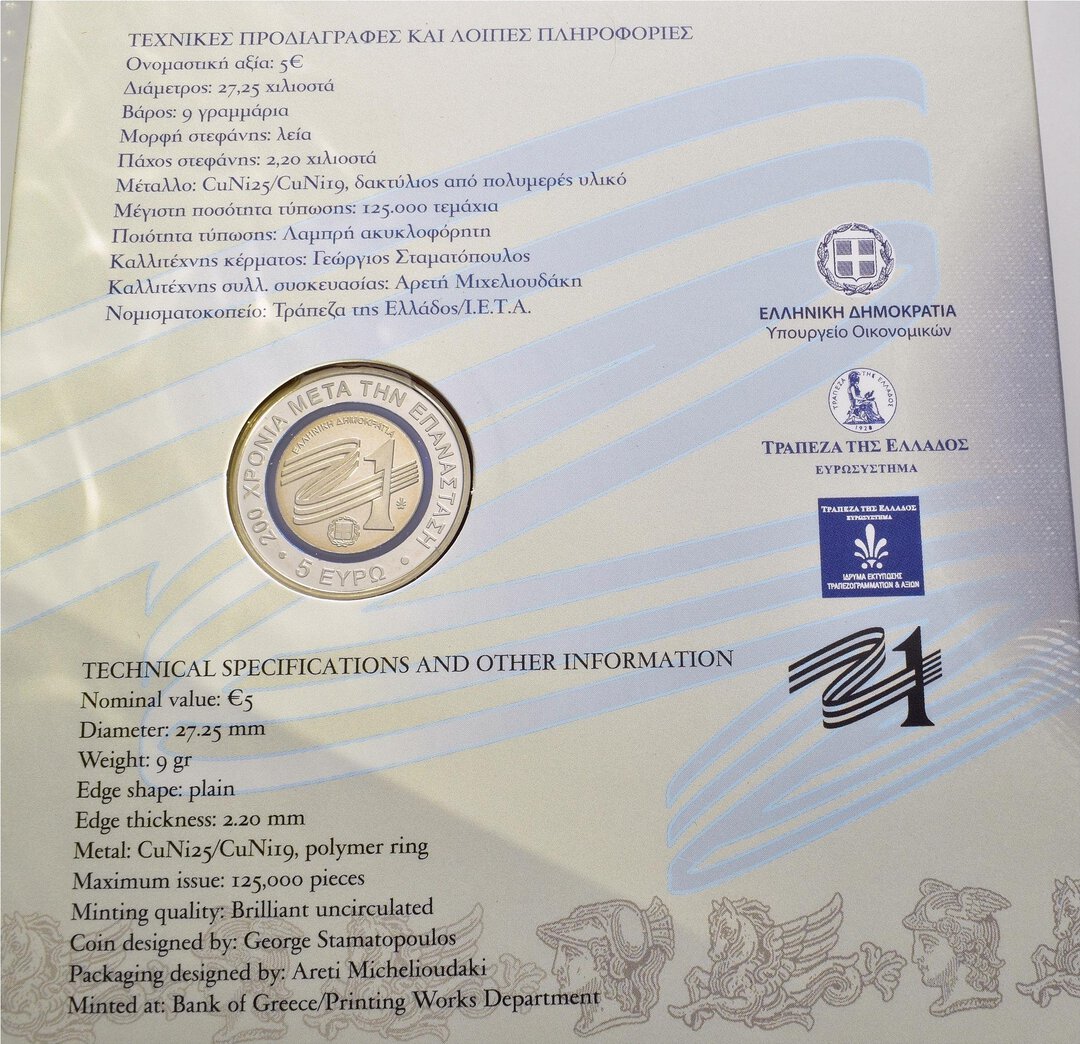 ΤΕΧΝΙΚΕΣ ΠΡΟΔΙΑΓΡΑΦΕΣ ΚΑΙ ΛΟΙΠΕΣ ΠΛΗΡΟΦΟΡΙΕΣ
Ονομαστική αξία: 5€
Διάμετρος: 27,25 χιλιοστά
Βάρος: 9 γραμμάρια
Μορφή στεφάνης: λεία
Πάχος στεφάνης: 2,20 χιλιοστά
Μέταλλο: CuNi25/CuNi19, δακτύλιος από πολυμερές υλικό
Μέγιστη ποσότητα τύπωσης: 125.000 τεμάχια
Ποιότητα τύπωσης: Λαμπρή ακυκλοφόρητη
Καλλιτέχνης κέρματος: Γεώργιος Σταματόπουλος
Καλλιτέχνης συλλ. συσκευασίας: Αρετή Μιχελιουδάκη
Νομισματοκοπείο: Τράπεζα της Ελλάδος/Ι.Ε.Τ.Α.
ΕΛΛΗΝΙΚΗ ΔΗΜΟΚΡΑΤΙΑ
Υπουργείο Οικονομικών
ΤΡΑΠΕΖΑ ΤΗΣ ΕΛΛΑΔΟΣ
1928
ΤΡΑΠΕΖΑ ΤΗΣ ΕΛΛΑΔΟΣ
ΕΥΡΩΣΥΣΤΗΜΑ
ΤΡΑΠΕΖΑ ΤΗΣ ΕΛΛΑΔΟΣ
ΕΥΡΩΣΥΣΤΗΜΑ
ΙΔΡΥΜΑ ΕΚΤΥΠΩΣΗΣ
ΤΡΑΠΕΖΟΓΡΑΜΜΑΤΙΩΝ & ΑΞΙΩΝ
21
200 ΧΡΟΝΙΑ ΜΕΤΑ ΤΗΝ ΕΠΑΝΑΣΤΑΣΗ
ΕΛΛΗΝΙΚΗ ΔΗΜΟΚΡΑΤΙΑ
21
5 ΕΥΡΩ
TECHNICAL SPECIFICATIONS AND OTHER INFORMATION
Nominal value: €5
Diameter: 27.25 mm
Weight: 9 gr
Edge shape: plain
Edge thickness: 2.20 mm
Metal: CuNi25/CuNi19, polymer ring
Maximum issue: 125,000 pieces
Minting quality: Brilliant uncirculated
Coin designed by: George Stamatopoulos
Packaging designed by: Areti Michelioudaki
Minted at: Bank of Greece/Printing Works Department